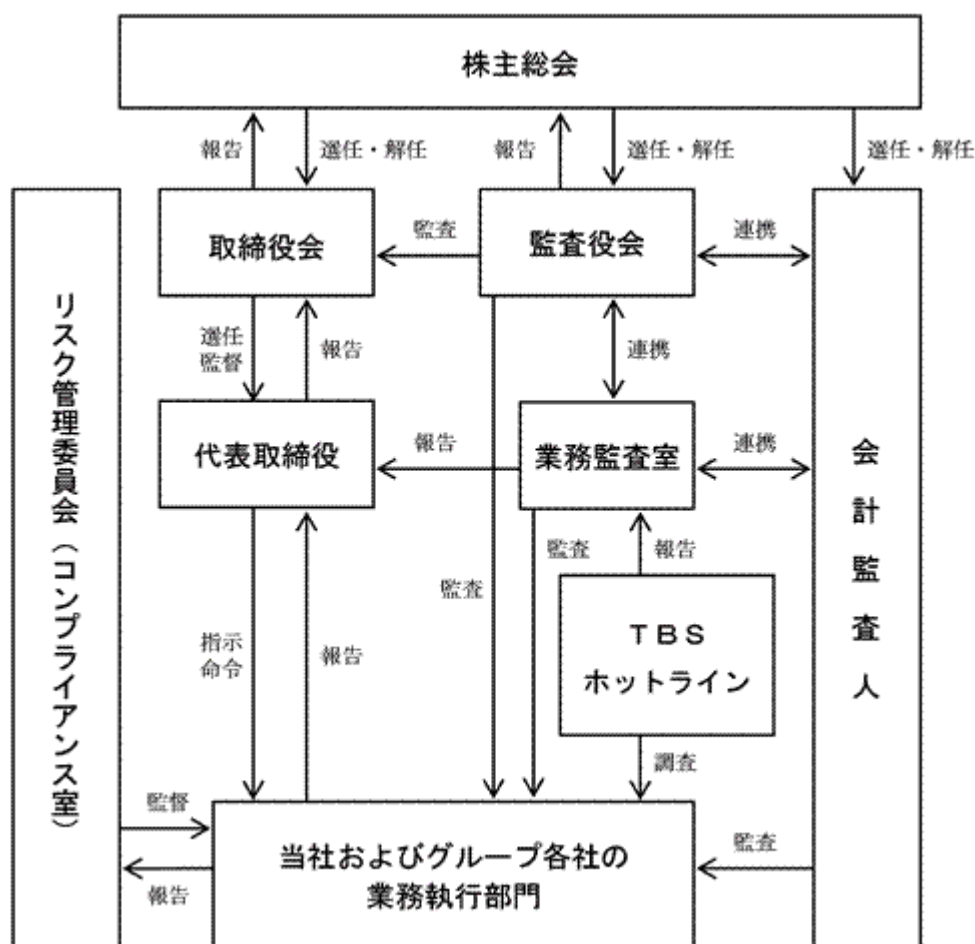 株主総会
報告
選任・解任
報告
選任・解任
選任・解任
取締役会
監査
監査役会
連携
選任
監督
報告
連携
代表取締役
報告
業務監査室
連携
リスク管理委員会（コンプライアンス室）
会計監査人
監査
監査
報告
TBS
ホットライン
指示
命令
報告
調査
監督
報告
当社およびグループ各社の
業務執行部門
監査